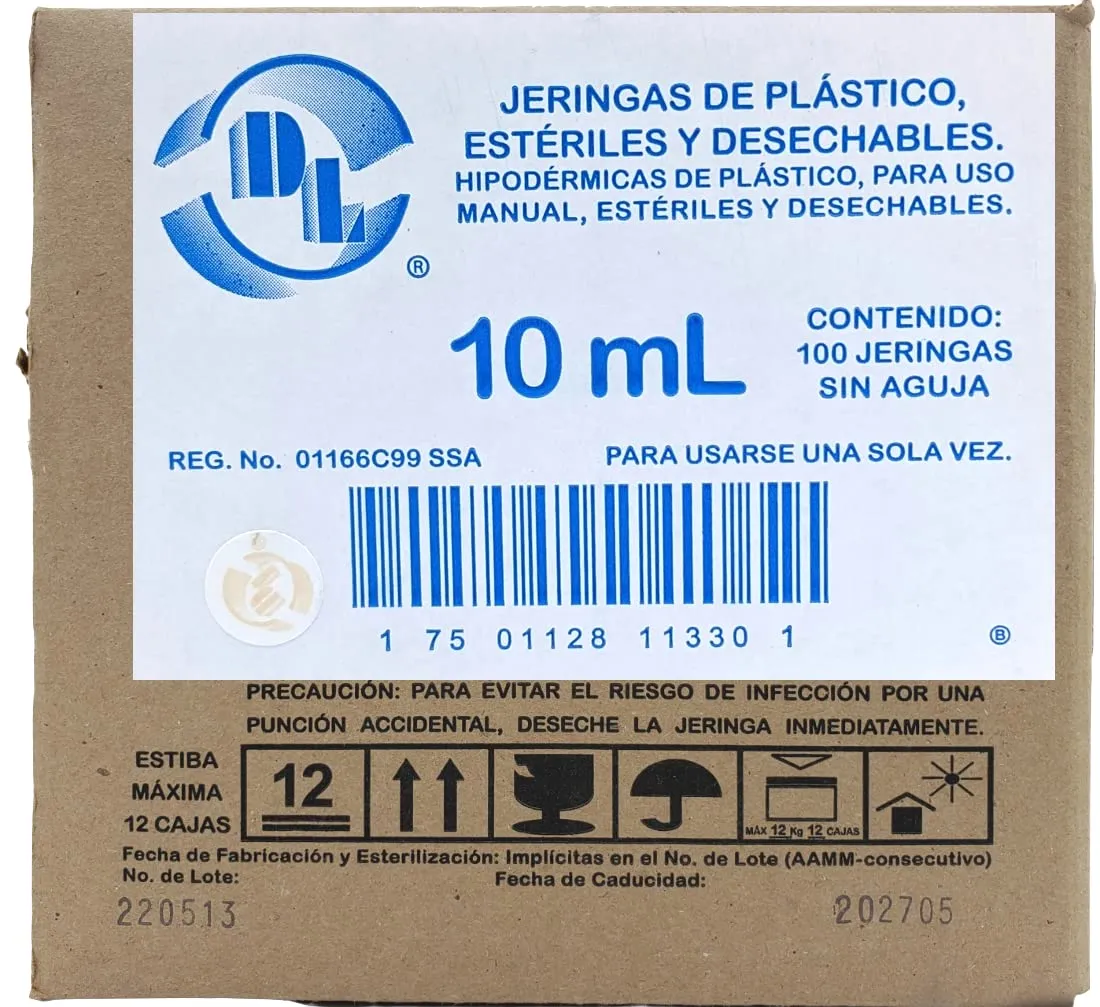 DL
®
JERINGAS DE PLÁSTICO,
ESTÉRILES Y DESECHABLES.
HIPODÉRMICAS DE PLÁSTICO, PARA USO
MANUAL, ESTÉRILES Y DESECHABLES.
10 mL
CONTENIDO:
100 JERINGAS
SIN AGUJA
REG. No. 01166C99 SSA
PARA USARSE UNA SOLA VEZ.
1 75 01128 11330 1
Ⓑ
PRECAUCIÓN: PARA EVITAR EL RIESGO DE INFECCIÓN POR UNA
PUNCIÓN ACCIDENTAL, DESECHE LA JERINGA INMEDIATAMENTE.
ESTIBA
MÁXIMA
12 CAJAS
12
MÁX 12 Kg 12 CAJAS
Fecha de Fabricación y Esterilización: Implícitas en el No. de Lote (AAMM-consecutivo)
No. de Lote:
Fecha de Caducidad:
220513
202705